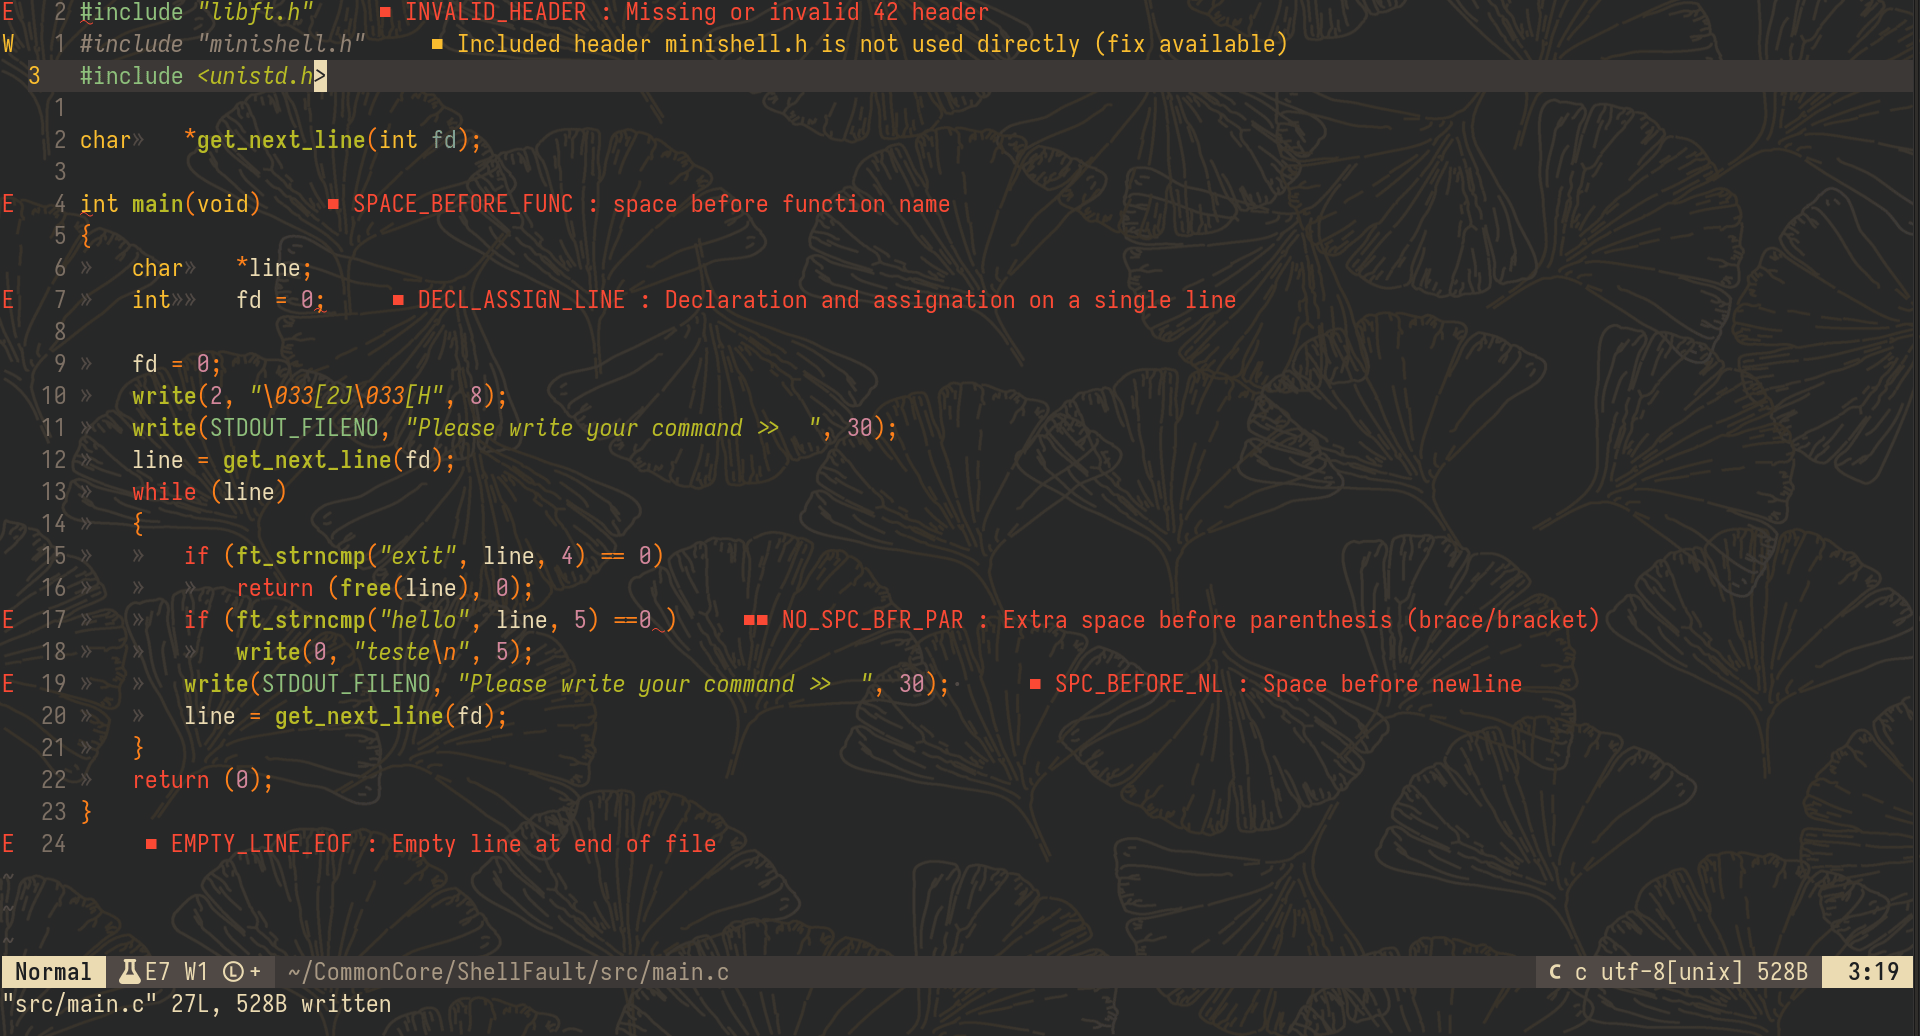 E 2 #include "libft.h" ■ INVALID_HEADER : Missing or invalid 42 header
W 1 #include "minishell.h" ■ Included header minishell.h is not used directly (fix available)
3 #include <unistd.h>
1
2 char» *get_next_line(int fd);
3
E 4 int main(void) ■ SPACE_BEFORE_FUNC : space before function name
5 {
6 » char» *line;
E 7 » int»» fd = 0; ■ DECL_ASSIGN_LINE : Declaration and assignation on a single line
8
9 » fd = 0;
10 » write(2, "\033[2J\033[H", 8);
11 » write(STDOUT_FILENO, "Please write your command >>  ", 30);
12 » line = get_next_line(fd);
13 » while (line)
14 » {
15 » » if (ft_strncmp("exit", line, 4) == 0)
16 » » » return (free(line), 0);
E 17 » » if (ft_strncmp("hello", line, 5) ==0 ) ■■ NO_SPC_BFR_PAR : Extra space before parenthesis (brace/bracket)
18 » » » write(0, "teste\n", 5);
E 19 » » write(STDOUT_FILENO, "Please write your command >>  ", 30);· ■ SPC_BEFORE_NL : Space before newline
20 » » line = get_next_line(fd);
21 » }
22 » return (0);
23 }
E 24 ■ EMPTY_LINE_EOF : Empty line at end of file
~
~
~
Normal E7 W1 Ⓛ + ~/CommonCore/ShellFault/src/main.c C c utf-8[unix] 528B 3:19
"src/main.c" 27L, 528B written